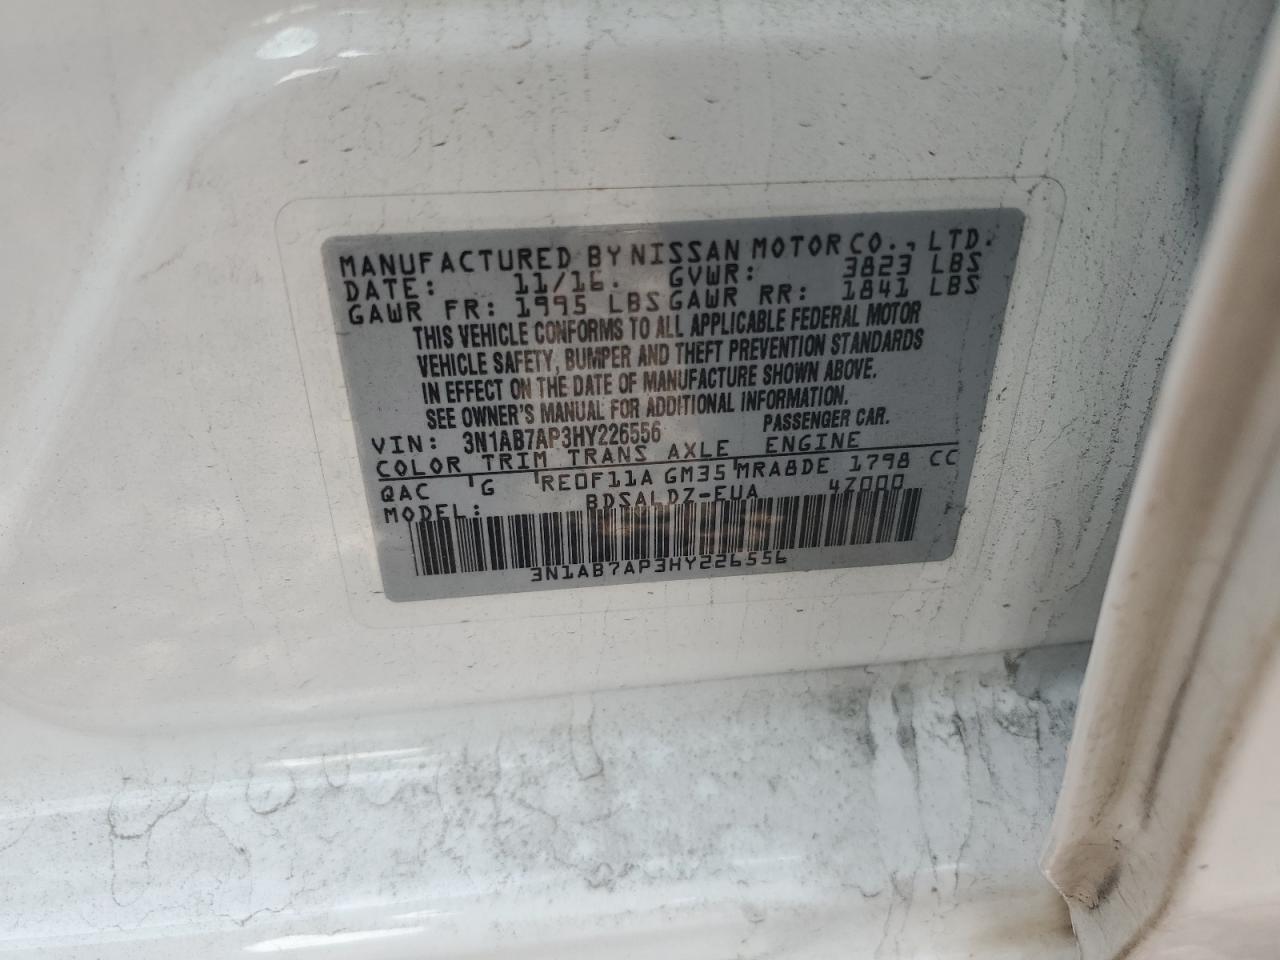 MANUFACTURED BY NISSAN MOTOR CO., LTD.
DATE: 11/16. GVWR: 3823 LBS
GAWR FR: 1995 LBS GAWR RR: 1841 LBS
THIS VEHICLE CONFORMS TO ALL APPLICABLE FEDERAL MOTOR
VEHICLE SAFETY, BUMPER AND THEFT PREVENTION STANDARDS
IN EFFECT ON THE DATE OF MANUFACTURE SHOWN ABOVE.
SEE OWNER'S MANUAL FOR ADDITIONAL INFORMATION.
VIN: 3N1AB7AP3HY226556 PASSENGER CAR.
COLOR TRIM TRANS AXLE ENGINE
QAC G RE0F11A GM35 MRA8DE 1798 CC
MODEL: BDSALDZ-EUA 4Z000
3N1AB7AP3HY226556